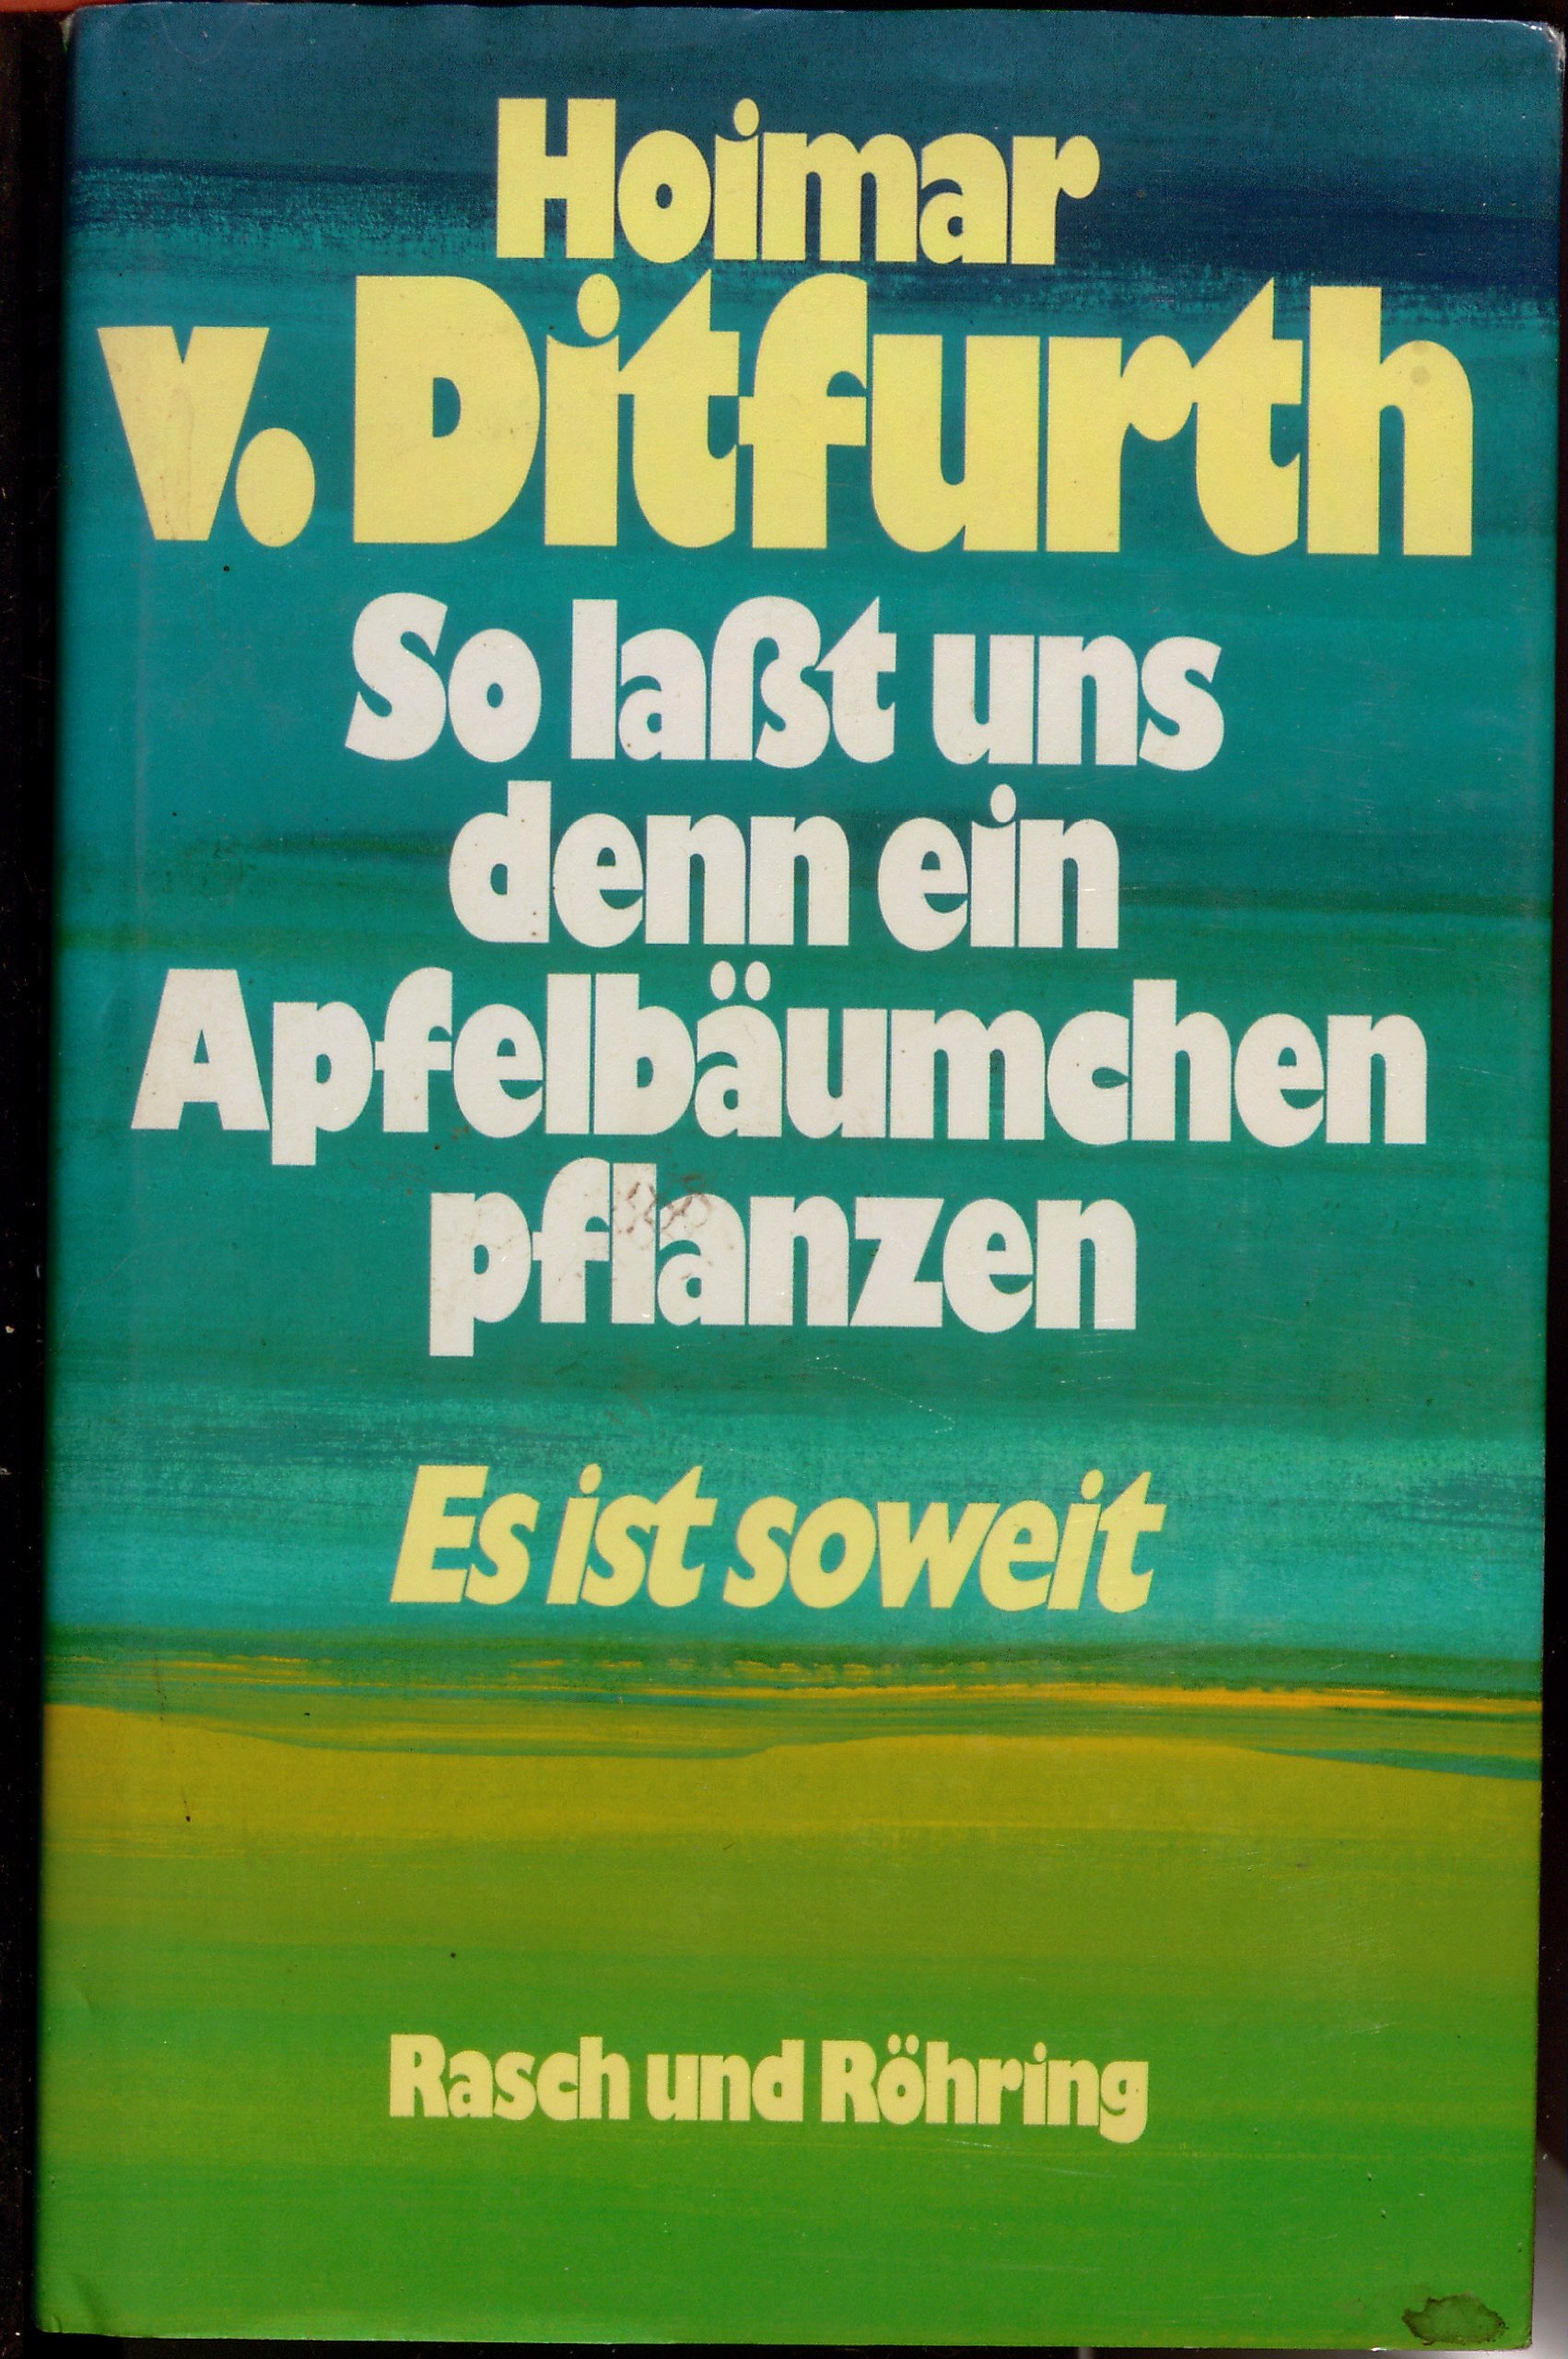 Hoimar
v. Ditfurth
So laßt uns
denn ein
Apfelbäumchen
pflanzen
Es ist soweit
Rasch und Röhring